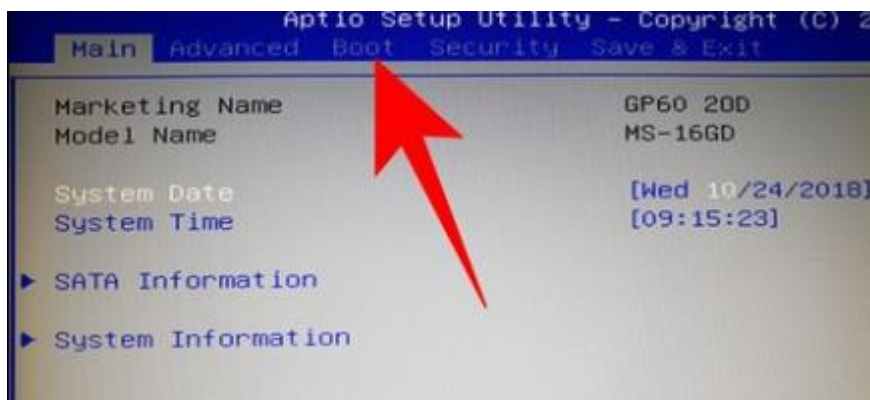 Aptio Setup Utility - Copyright (C) 2
Main Advanced Boot Security Save & Exit
Marketing Name GP60 2OD
Model Name MS-16GD
System Date [Wed 10/24/2018]
System Time [09:15:23]
SATA Information
System Information